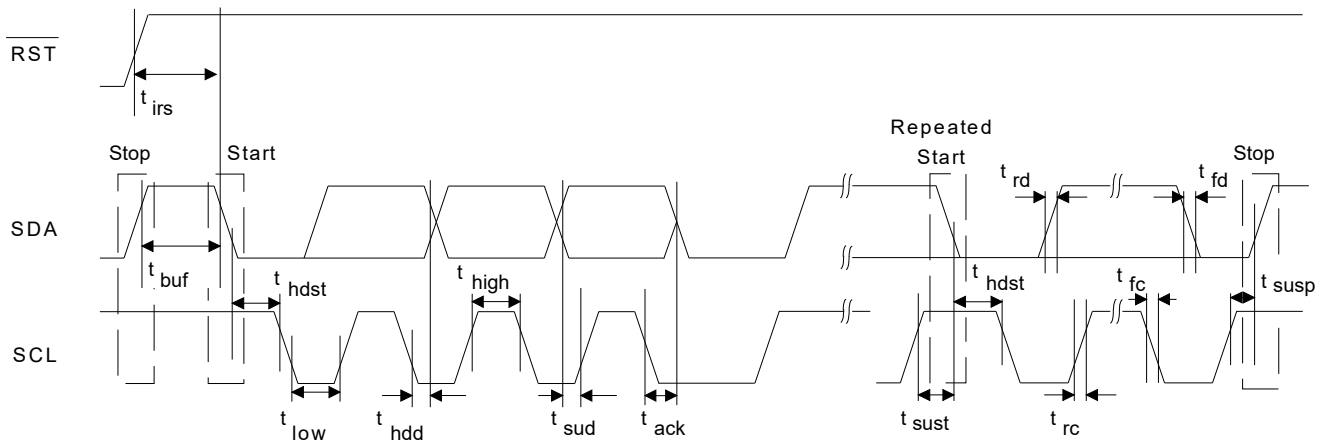 RST
t irs
Repeated
Stop
Start
Start
Stop
t rd
t fd
SDA
t buf
t hdst
t high
t hdst
t fc
t susp
SCL
t low
t hdd
t sud
t ack
t sust
t rc